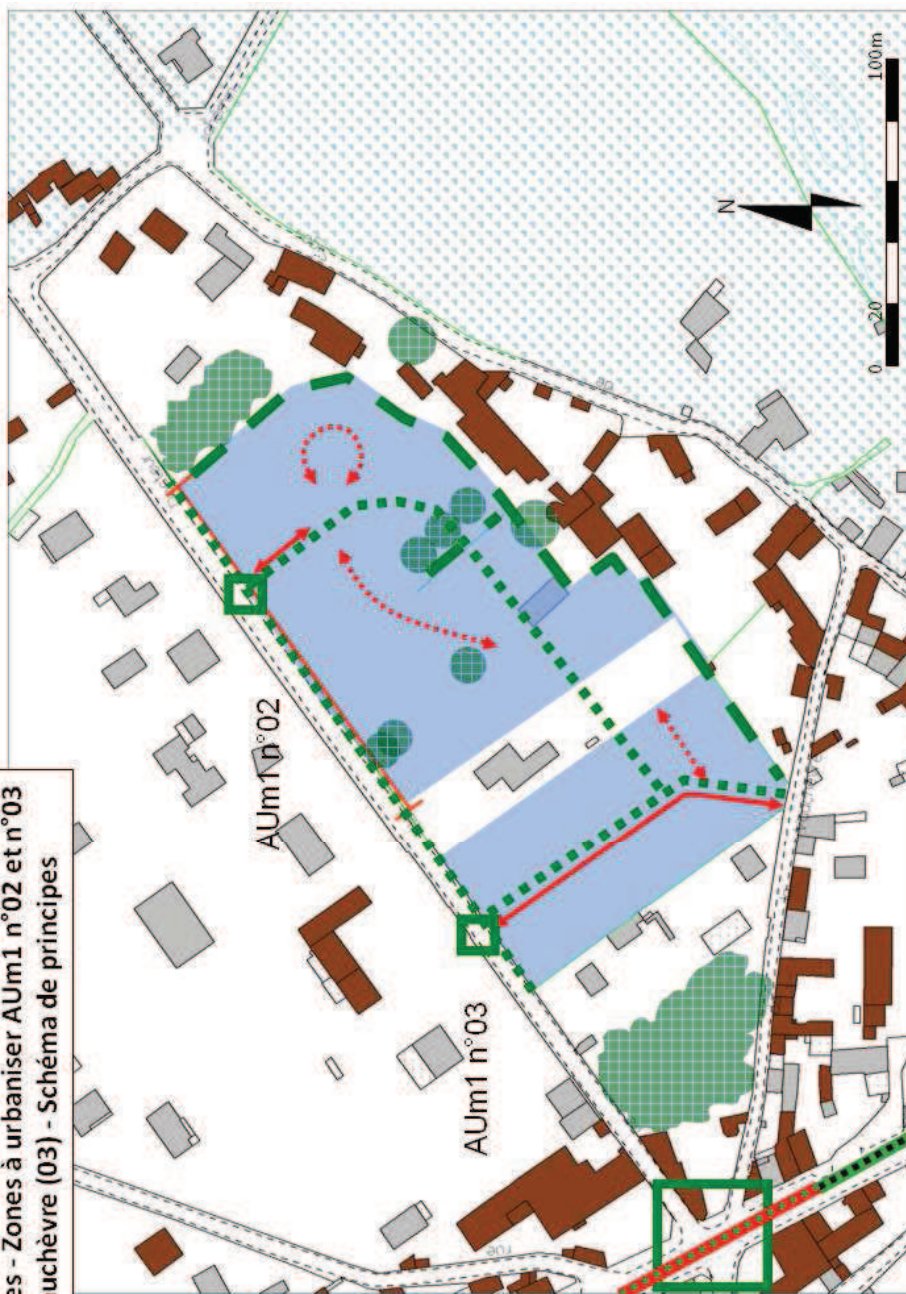 es - Zones à urbaniser AUm1 n°02 et n°03
uchèvre (03) - Schéma de principes
AUm1 n°02
AUm1 n°03
rue
N
0 20 100m